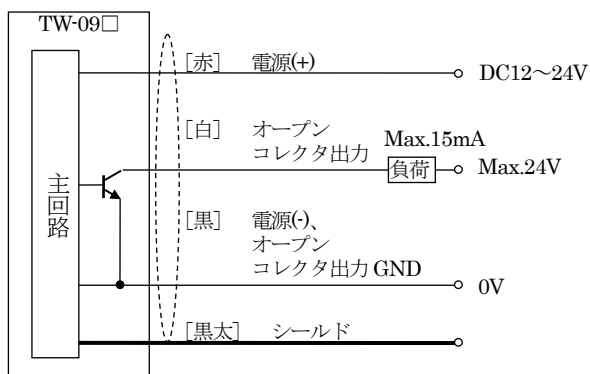 TW-09□
[赤] 電源(+)
DC12～24V
[白] オープン
コレクタ出力
Max.15mA
負荷
Max.24V
主回路
[黒] 電源(-)、
オープン
コレクタ出力 GND
0V
[黒太] シールド